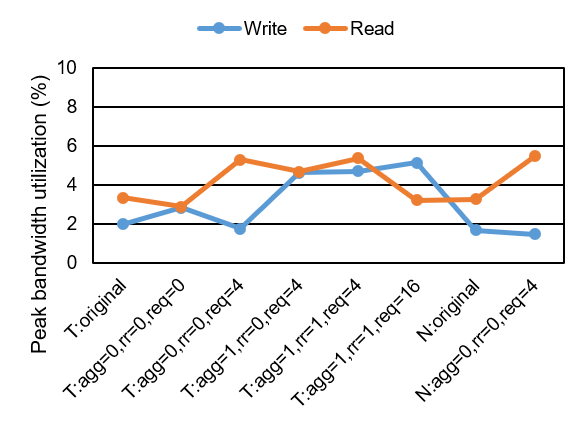 Write Read
Peak bandwidth utilization (%)
10
8
6
4
2
0
T:original
T:agg=0,rr=0,req=0
T:agg=0,rr=0,req=4
T:agg=1,rr=0,req=4
T:agg=1,rr=1,req=4
T:agg=1,rr=1,req=16
N:original
N:agg=0,rr=0,req=4